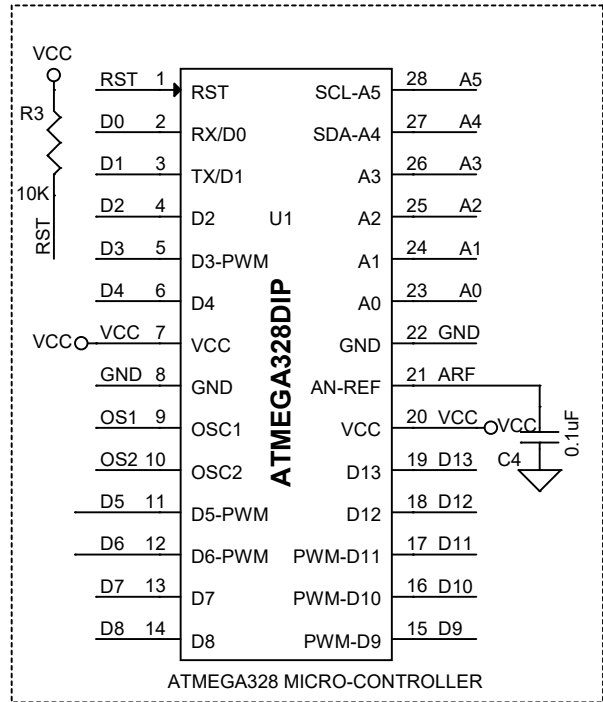 VCC
R3
10K
RST
RST 1 RST SCL-A5 28 A5
D0 2 RX/D0 SDA-A4 27 A4
D1 3 TX/D1 A3 26 A3
D2 4 D2 U1 A2 25 A2
D3 5 D3-PWM A1 24 A1
D4 6 D4 A0 23 A0
VCC VCC 7 VCC GND 22 GND
GND 8 GND AN-REF 21 ARF
OS1 9 OSC1 VCC 20 VCC VCC
OS2 10 OSC2 D13 19 D13
D5 11 D5-PWM D12 18 D12
D6 12 D6-PWM PWM-D11 17 D11
D7 13 D7 PWM-D10 16 D10
D8 14 D8 PWM-D9 15 D9
ATMEGA328DIP
C4
0.1uF
ATMEGA328 MICRO-CONTROLLER